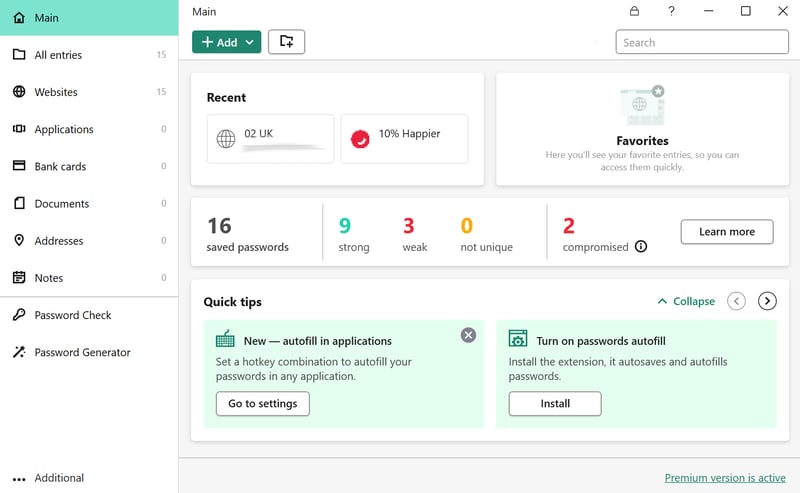 Main
All entries 15
Websites 15
Applications 0
Bank cards 0
Documents 0
Addresses 0
Notes 0
Password Check
Password Generator
Additional
Main
?
Add
Search
Recent
02 UK
10% Happier
Favorites
Here you'll see your favorite entries, so you can
access them quickly.
16
saved passwords
9
strong
3
weak
0
not unique
2
compromised
Learn more
Quick tips
Collapse
New — autofill in applications
Set a hotkey combination to autofill your
passwords in any application.
Go to settings
Turn on passwords autofill
Install the extension, it autosaves and autofills
passwords.
Install
Premium version is active